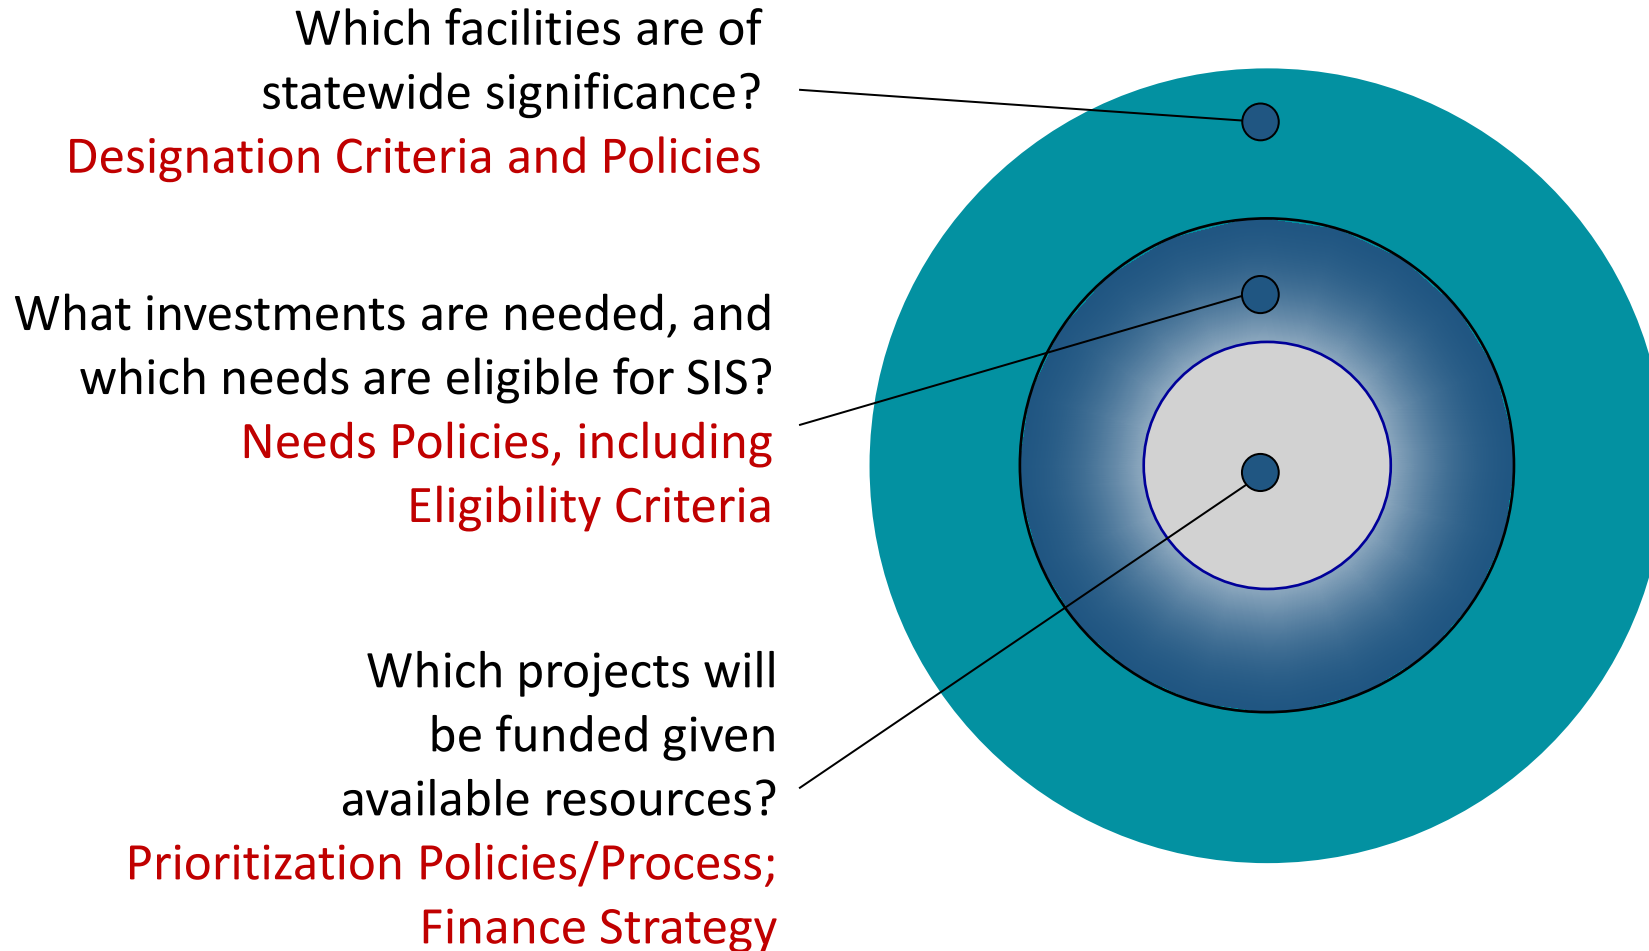 Which facilities are of
statewide significance?
Designation Criteria and Policies
What investments are needed, and
which needs are eligible for SIS?
Needs Policies, including
Eligibility Criteria
Which projects will
be funded given
available resources?
Prioritization Policies/Process;
Finance Strategy